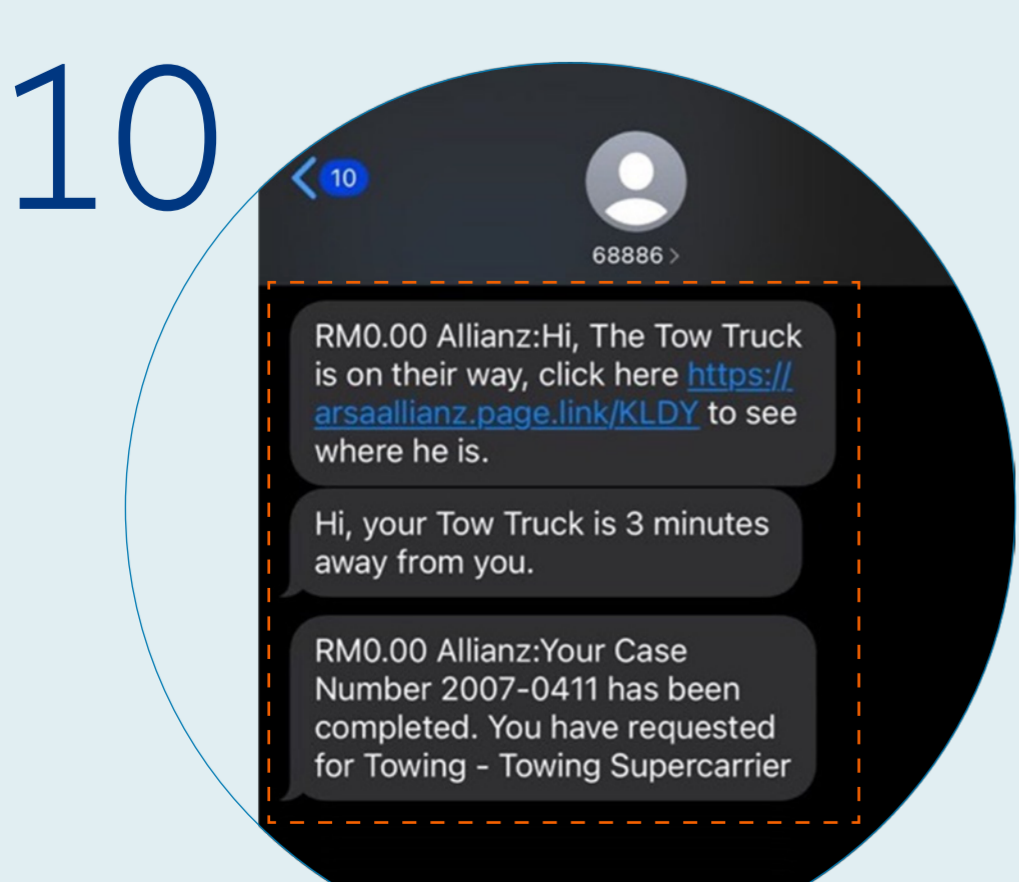 10
10
68886 >
RM0.00 Allianz:Hi, The Tow Truck
is on their way, click here https://
arsaallianz.page.link/KLDY to see
where he is.
Hi, your Tow Truck is 3 minutes
away from you.
RM0.00 Allianz:Your Case
Number 2007-0411 has been
completed. You have requested
for Towing - Towing Supercarrier